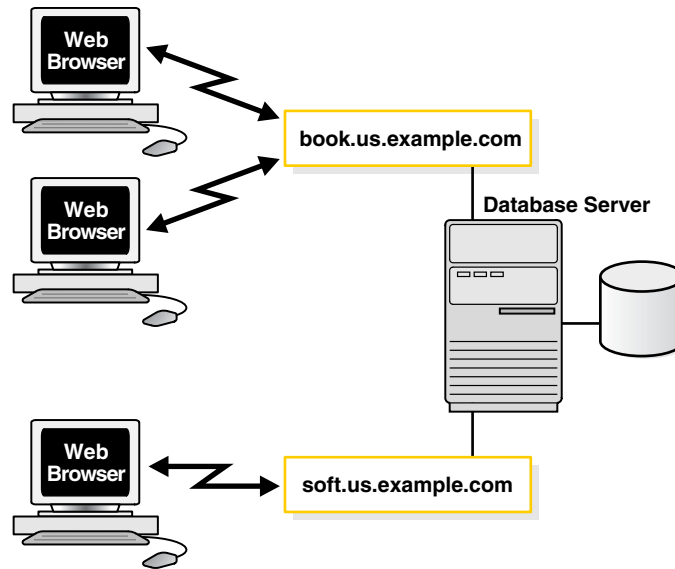 Web
Browser
book.us.example.com
Web
Browser
Database Server
Web
Browser
soft.us.example.com